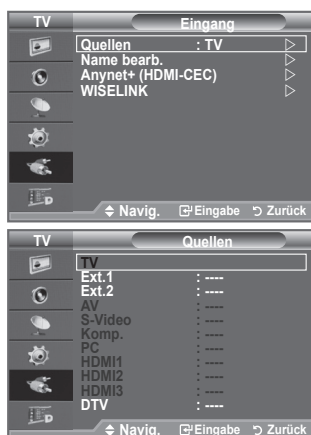 TV Eingang
Quellen : TV
Name bearb.
Anynet+ (HDMI-CEC)
WISELINK
Navig. Eingabe Zurück
TV Quellen
TV
Ext.1 : ----
Ext.2 : ----
AV : ----
S-Video : ----
Komp. : ----
PC : ----
HDMI1 : ----
HDMI2 : ----
HDMI3 : ----
DTV : ----
Navig. Eingabe Zurück